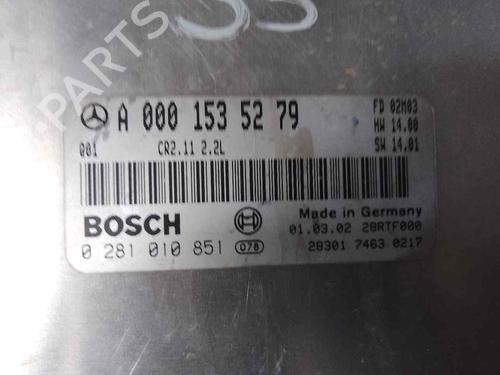 55
PARTS
A 000 153 52 79
FD 02M03
HW 14.00
Q01 CR2.11 2.2L
SW 14.01
BOSCH
Made in Germany
01.03.02 28RTF000
0 281 010 851 078
28301 7463 0217